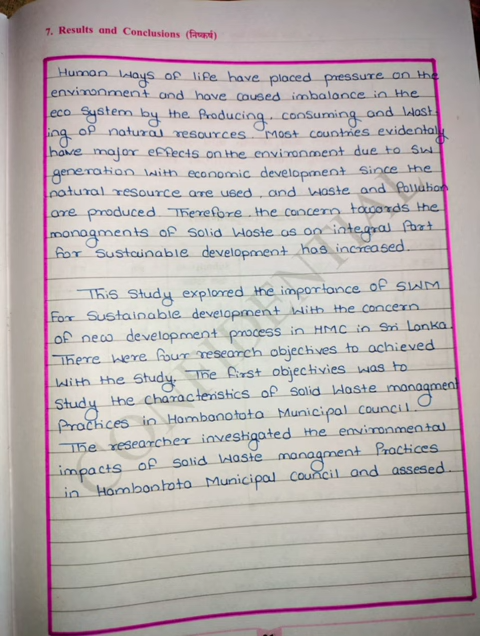 7. Results and Conclusions (निष्कर्ष)
Human ways of life have placed pressure on the
environment and have caused imbalance in the
eco system by the Producing, consuming and wast-
ing of natural resources. Most countries evidentaly
have major effects on the environment due to SW
generation with economic development since the
natural resource are used, and waste and Pollution
are produced Therefore, the concern towards the
managments of solid waste as an integral Part
for sustainable development has increased.
This study explored the importance of SWM
for sustainable development with the concern
of new development process in HMC in Sri Lanka.
There were four research objectives to achieved
with the study. The first objectivies was to
study the characteristics of solid waste managment
Practices in Hambanotota Municipal council.
The researcher investigated the environmental
impacts of solid waste managment Practices
in Hambantota Municipal Council and assesed.
CONFIDENTIAL